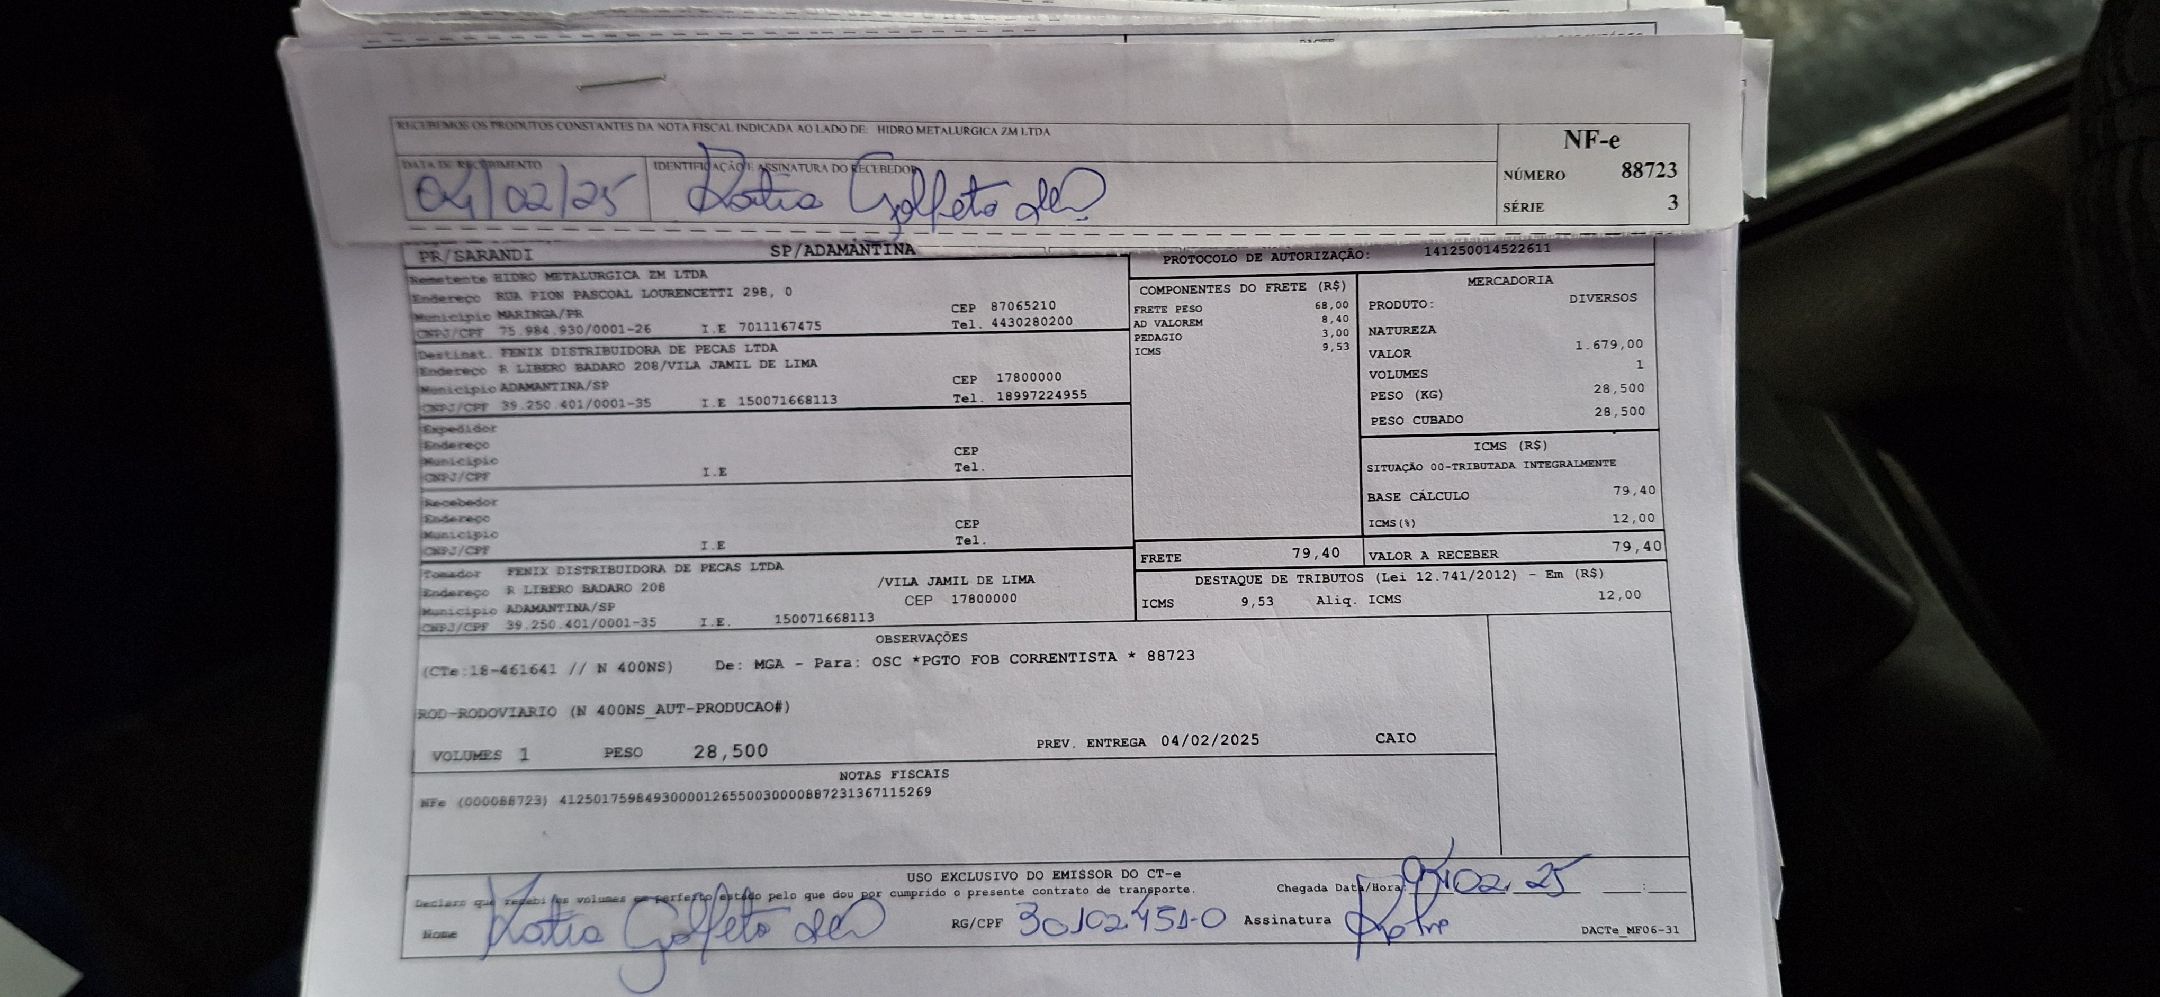 RECEBEMOS OS PRODUTOS CONSTANTES DA NOTA FISCAL INDICADA AO LADO DE: HIDRO METALURGICA ZM LTDA
NF-e
DATA DE RECEBIMENTO IDENTIFICAÇÃO E ASSINATURA DO RECEBEDOR
NÚMERO 88723
04/02/25 Katia Golfeto
SÉRIE 3
PR/SARANDI SP/ADAMANTINA PROTOCOLO DE AUTORIZAÇÃO: 141250014522611
Remetente HIDRO METALURGICA ZM LTDA
Endereço RUA PION PASCOAL LOURENCETTI 298, 0
Município MARINGA/PR CEP 87065210
CNPJ/CPF 75.984.930/0001-26 I.E 7011167475 Tel. 4430280200
Destinat. FENIX DISTRIBUIDORA DE PECAS LTDA
Endereço R LIBERO BADARO 208/VILA JAMIL DE LIMA
Município ADAMANTINA/SP CEP 17800000
CNPJ/CPF 39.250.401/0001-35 I.E 150071668113 Tel. 18997224955
Expedidor
Endereço
Município CEP
CNPJ/CPF I.E Tel.
Recebedor
Endereço
Município CEP
CNPJ/CPF I.E Tel.
Tomador FENIX DISTRIBUIDORA DE PECAS LTDA
Endereço R LIBERO BADARO 208 /VILA JAMIL DE LIMA
Município ADAMANTINA/SP CEP 17800000
CNPJ/CPF 39.250.401/0001-35 I.E. 150071668113
COMPONENTES DO FRETE (R$)
FRETE PESO 68,00
AD VALOREM 8,40
PEDAGIO 3,00
ICMS 9,53
MERCADORIA
PRODUTO: DIVERSOS
NATUREZA
VALOR 1.679,00
VOLUMES 1
PESO (KG) 28,500
PESO CUBADO 28,500
ICMS (R$)
SITUAÇÃO 00-TRIBUTADA INTEGRALMENTE
BASE CÁLCULO 79,40
ICMS(%) 12,00
FRETE 79,40 VALOR A RECEBER 79,40
DESTAQUE DE TRIBUTOS (Lei 12.741/2012) - Em (R$)
ICMS 9,53 Aliq. ICMS 12,00
OBSERVAÇÕES
(CTe:18-461641 // N 400NS) De: MGA - Para: OSC *PGTO FOB CORRENTISTA * 88723
ROD-RODOVIARIO (N 400NS_AUT-PRODUCAO#)
VOLUMES 1 PESO 28,500 PREV. ENTREGA 04/02/2025 CAIO
NOTAS FISCAIS
NFe (000088723) 41250175984930000126550030000887231367115269
USO EXCLUSIVO DO EMISSOR DO CT-e
Declaro que recebi os volumes em perfeito estado pelo que dou por cumprido o presente contrato de transporte. Chegada Data/Hora: 02 25 :
Nome Katia Golfeto RG/CPF 30102451-0 Assinatura
DACTe_MF06-31